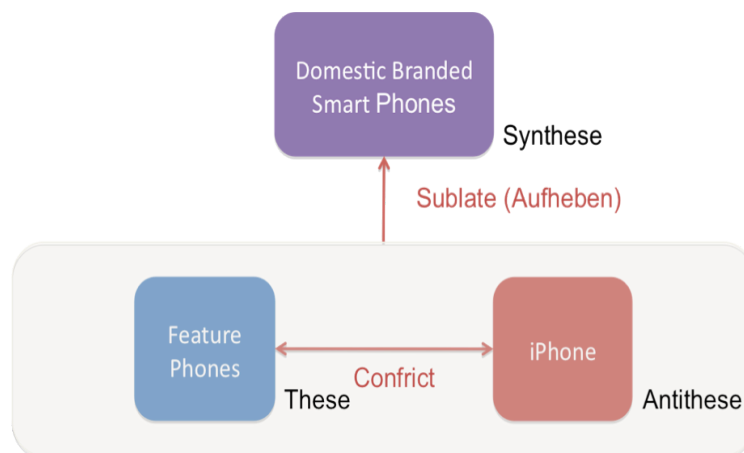 Domestic Branded
Smart Phones
Synthese
Sublate (Aufheben)
Feature
Phones
These
Confrict
iPhone
Antithese